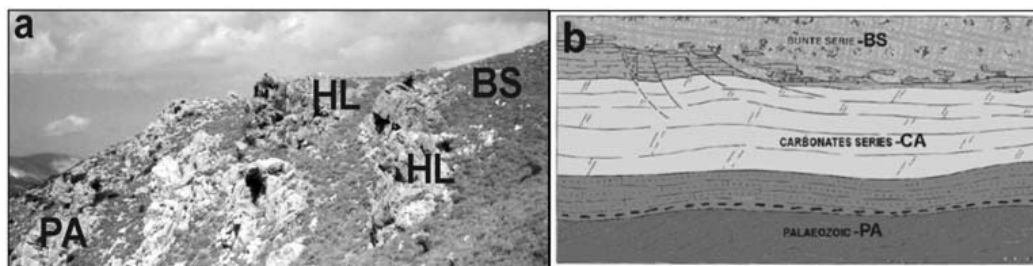 a
HL
BS
HL
PA
b
BUNTE SERIE-BS
CARBONATES SERIES-CA
PALAEOZOIC-PA